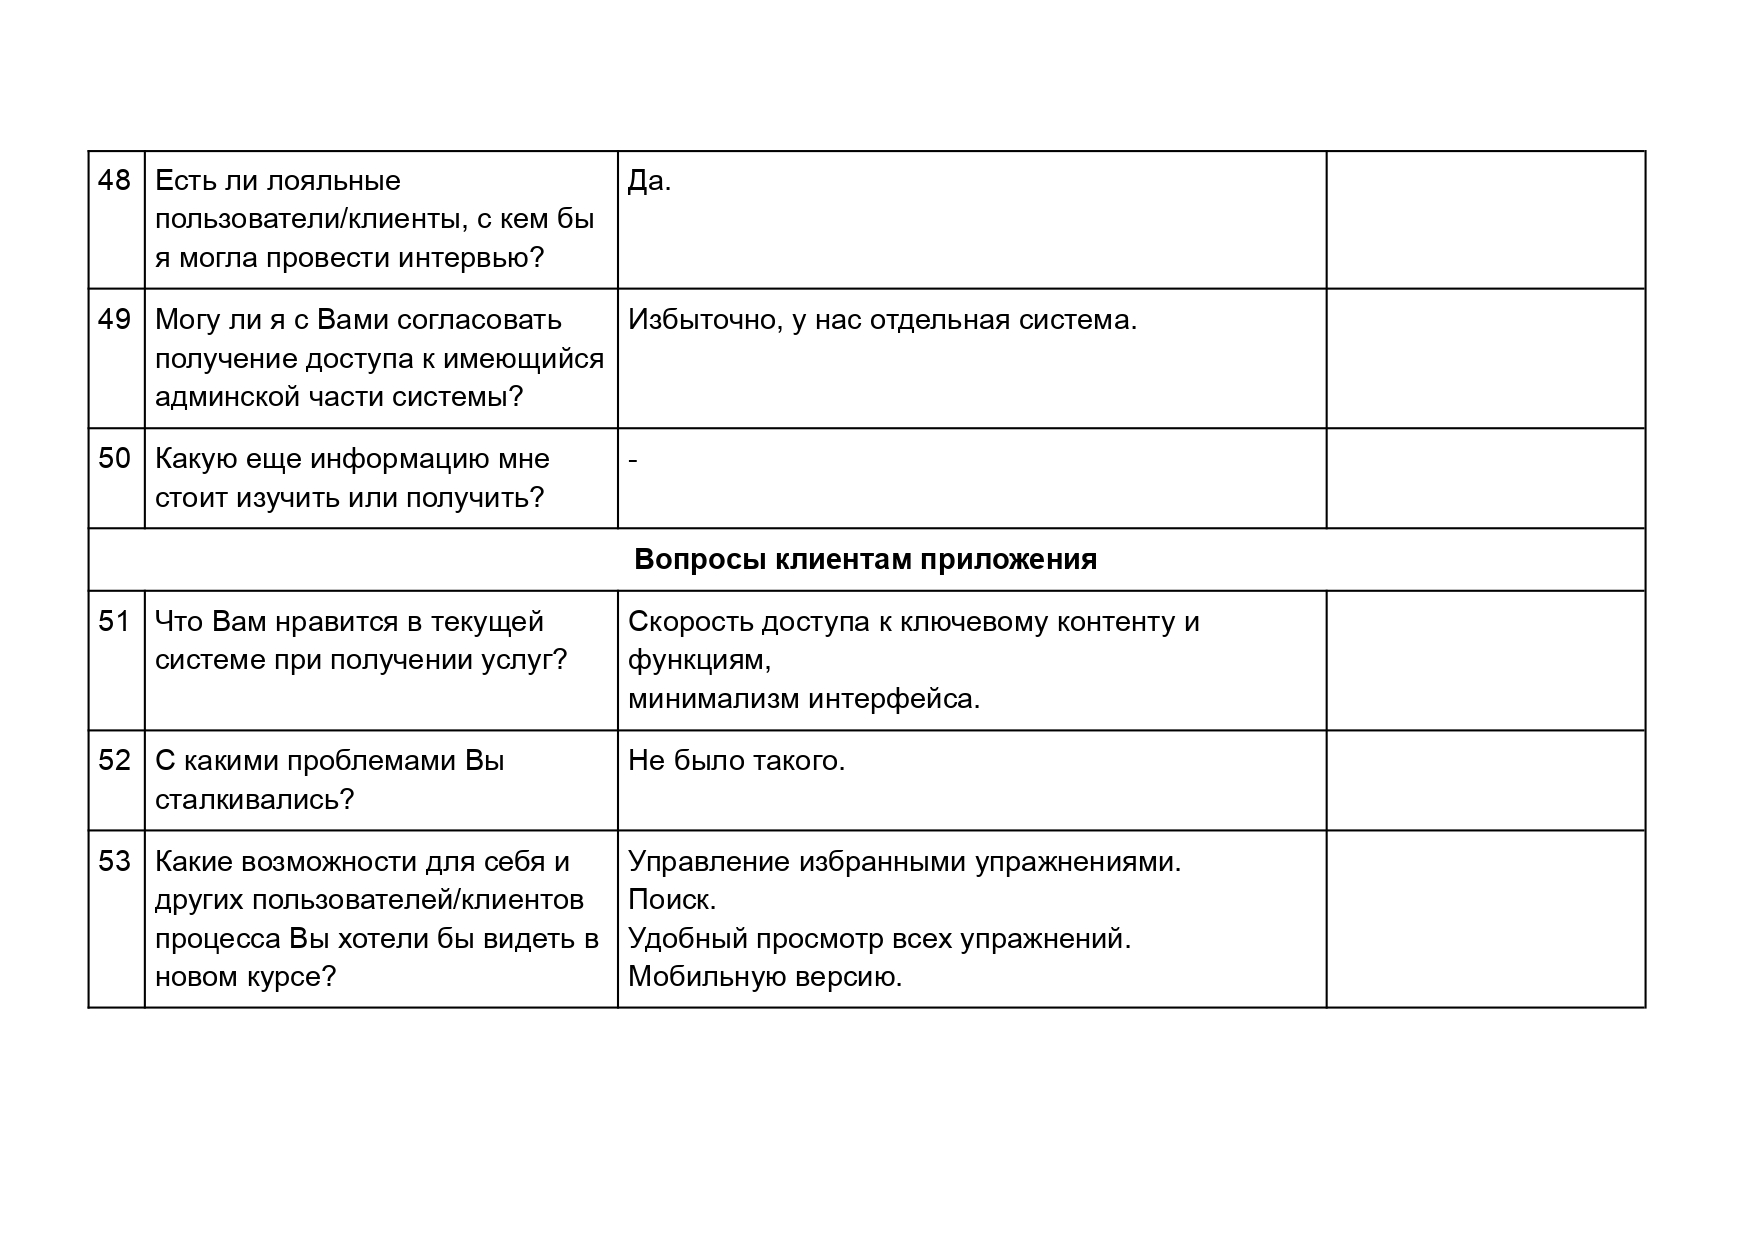 48 Есть ли лояльные Да.
пользователи/клиенты, с кем бы
я могла провести интервью?
49 Могу ли я с Вами согласовать Избыточно, у нас отдельная система.
получение доступа к имеющийся
админской части системы?
50 Какую еще информацию мне -
стоит изучить или получить?
Вопросы клиентам приложения
51 Что Вам нравится в текущей Скорость доступа к ключевому контенту и
системе при получении услуг? функциям,
минимализм интерфейса.
52 С какими проблемами Вы Не было такого.
сталкивались?
53 Какие возможности для себя и Управление избранными упражнениями.
других пользователей/клиентов Поиск.
процесса Вы хотели бы видеть в Удобный просмотр всех упражнений.
новом курсе? Мобильную версию.